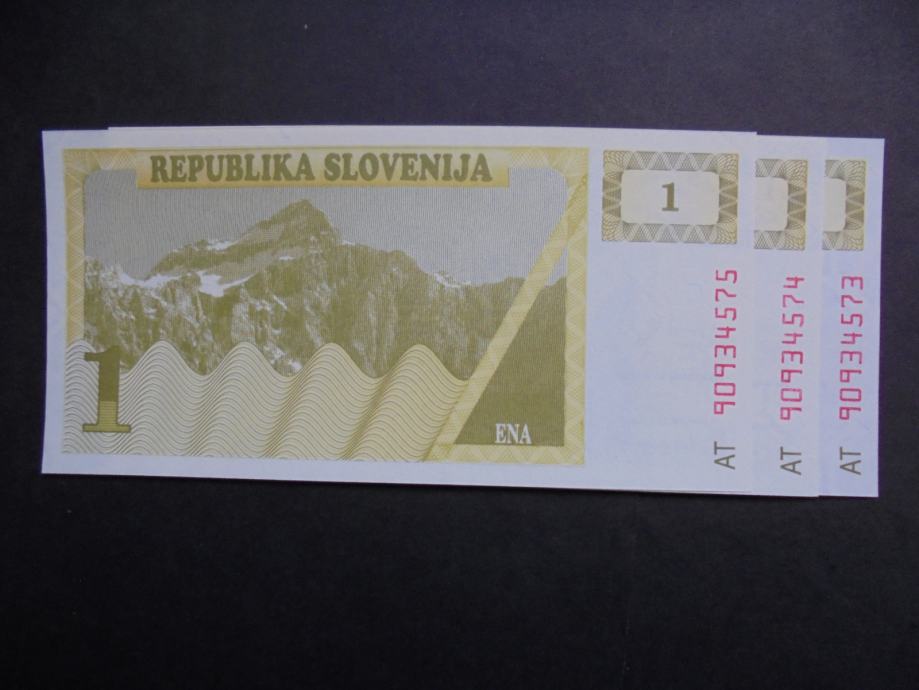 REPUBLIKA SLOVENIJA
1
1
ENA
AT 90934575
AT 90934574
AT 90934573